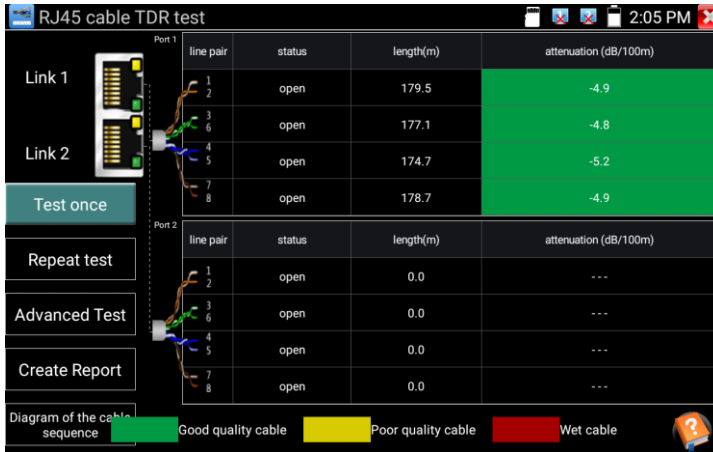 RJ45 cable TDR test
2:05 PM
Link 1
Link 2
Test once
Repeat test
Advanced Test
Create Report
Diagram of the cable
sequence
Port 1
line pair status length(m) attenuation (dB/100m)
1
2 open 179.5 -4.9
3
6 open 177.1 -4.8
4
5 open 174.7 -5.2
7
8 open 178.7 -4.9
Port 2
line pair status length(m) attenuation (dB/100m)
1
2 open 0.0 ---
3
6 open 0.0 ---
4
5 open 0.0 ---
7
8 open 0.0 ---
Good quality cable Poor quality cable Wet cable
?